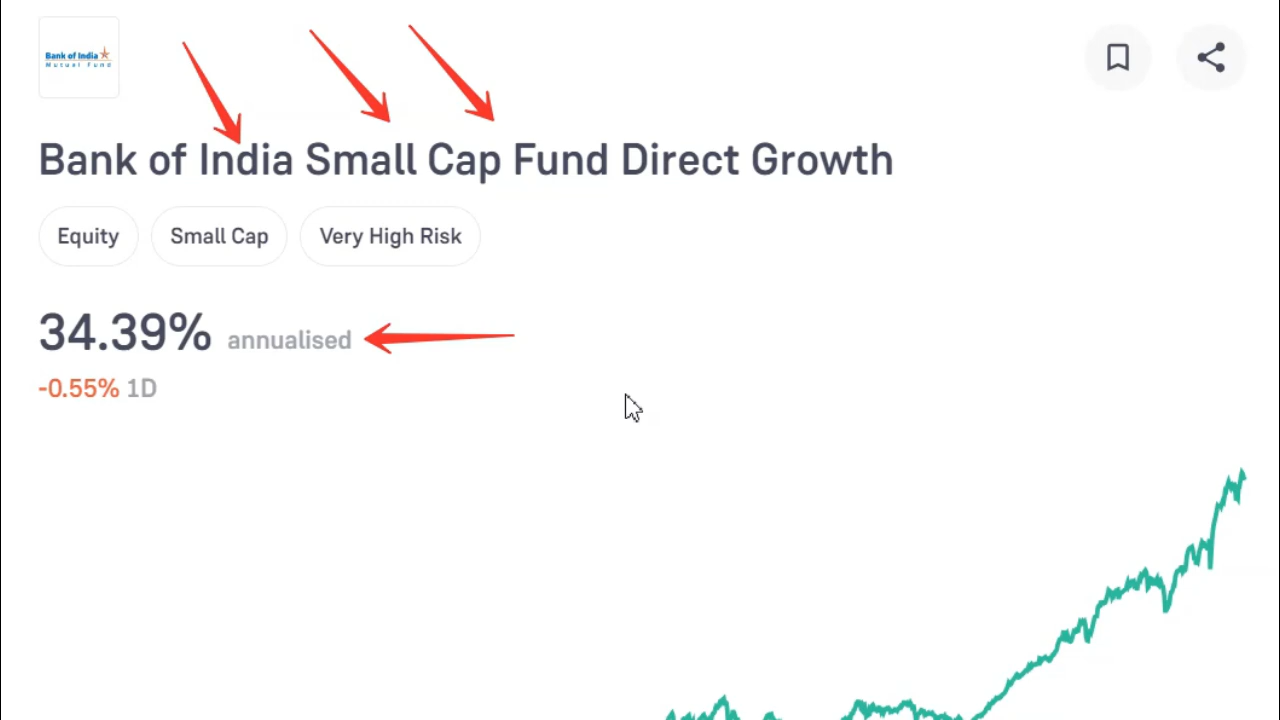 Bank of India
Mutual Fund
Bank of India Small Cap Fund Direct Growth
Equity
Small Cap
Very High Risk
34.39% annualised
-0.55% 1D